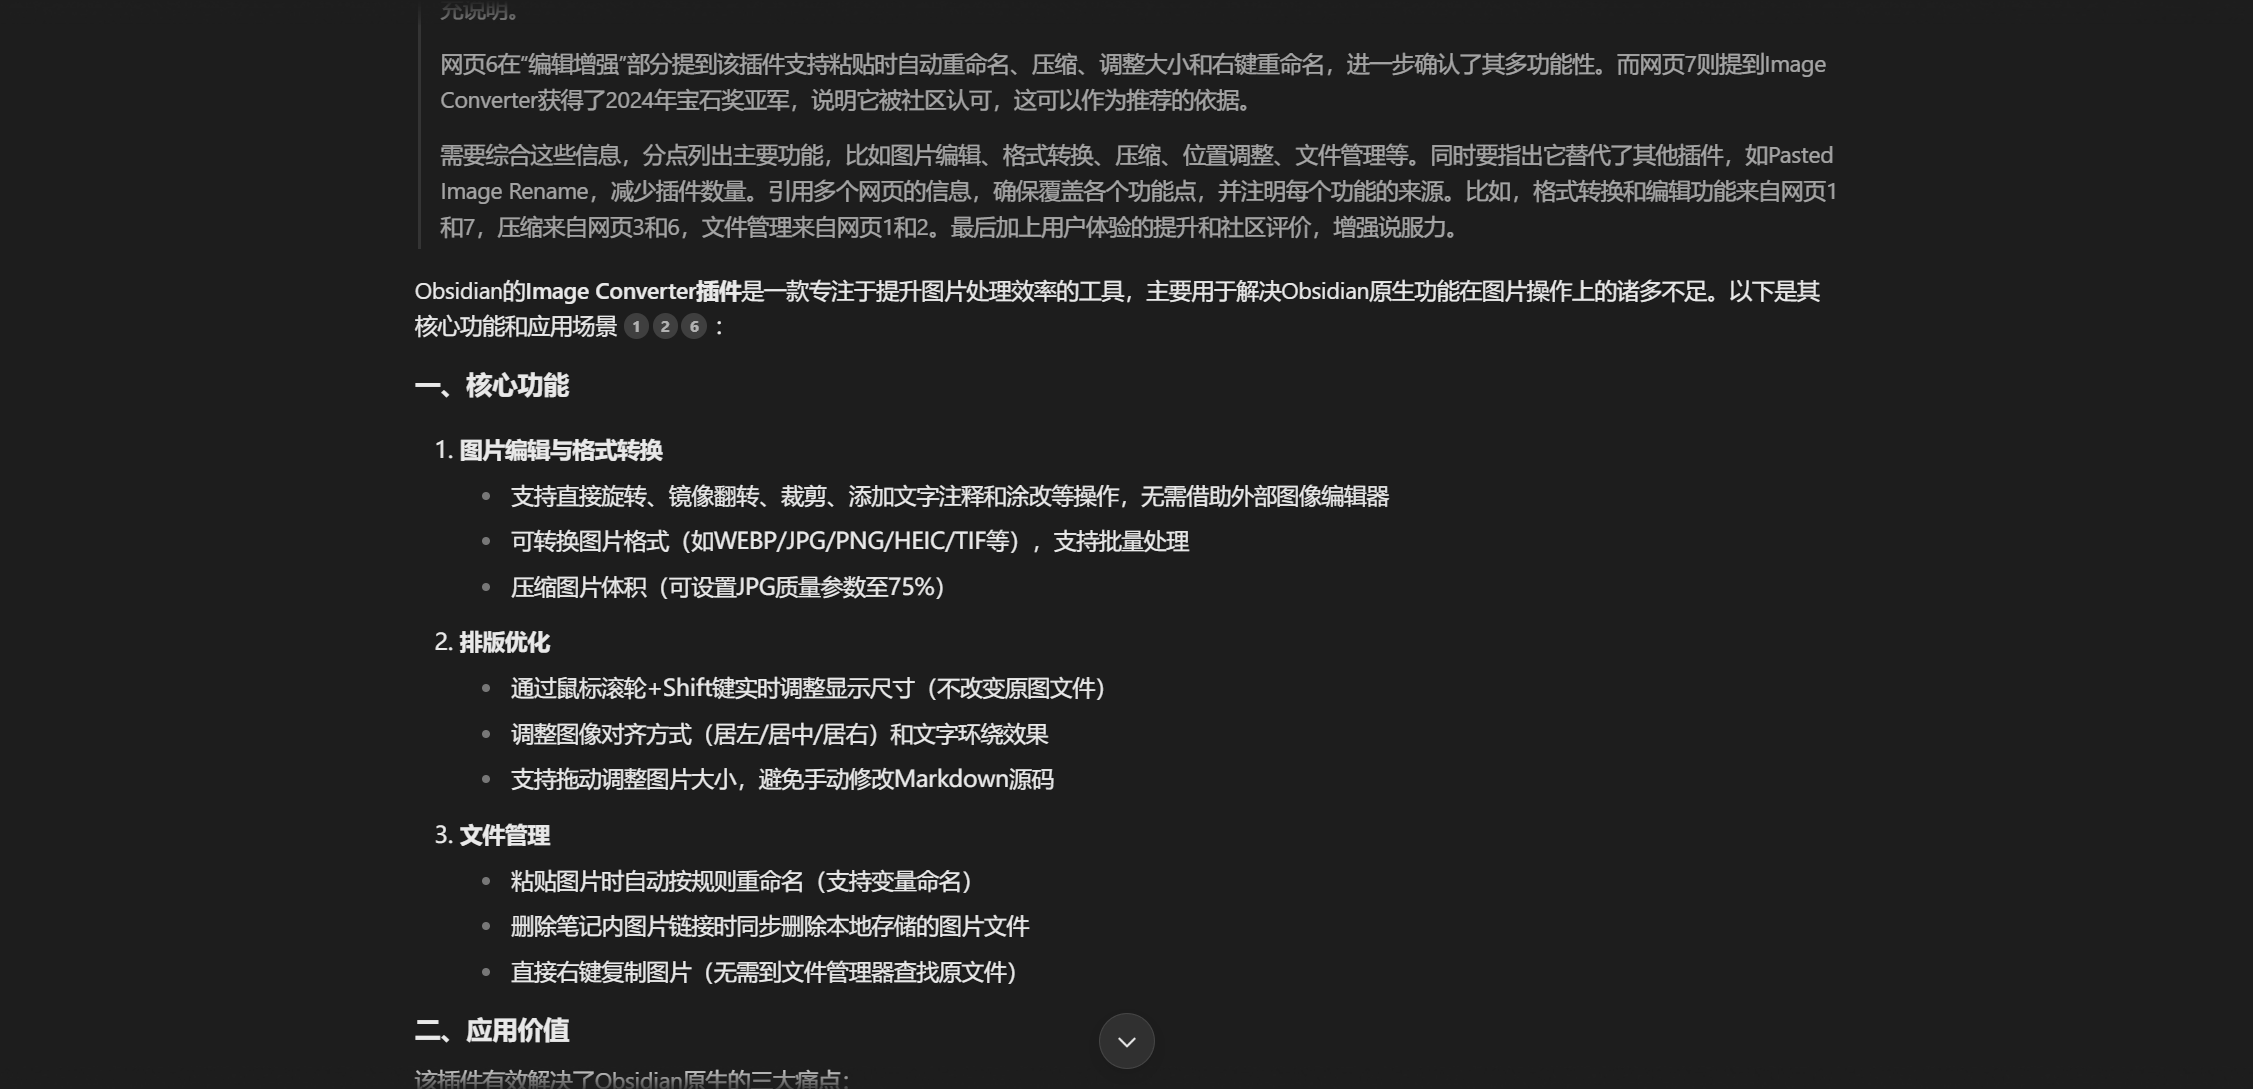 充说明。
网页6在“编辑增强”部分提到该插件支持粘贴时自动重命名、压缩、调整大小和右键重命名，进一步确认了其多功能性。而网页7则提到Image
Converter获得了2024年宝石奖亚军，说明它被社区认可，这可以作为推荐的依据。
需要综合这些信息，分点列出主要功能，比如图片编辑、格式转换、压缩、位置调整、文件管理等。同时要指出它替代了其他插件，如Pasted
Image Rename，减少插件数量。引用多个网页的信息，确保覆盖各个功能点，并注明每个功能的来源。比如，格式转换和编辑功能来自网页1
和7，压缩来自网页3和6，文件管理来自网页1和2。最后加上用户体验的提升和社区评价，增强说服力。
Obsidian的Image Converter插件是一款专注于提升图片处理效率的工具，主要用于解决Obsidian原生功能在图片操作上的诸多不足。以下是其
核心功能和应用场景 1 2 6 ：
一、核心功能
1. 图片编辑与格式转换
• 支持直接旋转、镜像翻转、裁剪、添加文字注释和涂改等操作，无需借助外部图像编辑器
• 可转换图片格式（如WEBP/JPG/PNG/HEIC/TIF等），支持批量处理
• 压缩图片体积（可设置JPG质量参数至75%）
2. 排版优化
• 通过鼠标滚轮+Shift键实时调整显示尺寸（不改变原图文件）
• 调整图像对齐方式（居左/居中/居右）和文字环绕效果
• 支持拖动调整图片大小，避免手动修改Markdown源码
3. 文件管理
• 粘贴图片时自动按规则重命名（支持变量命名）
• 删除笔记内图片链接时同步删除本地存储的图片文件
• 直接右键复制图片（无需到文件管理器查找原文件）
二、应用价值
该插件有效解决了Obsidian原生的三大痛点：